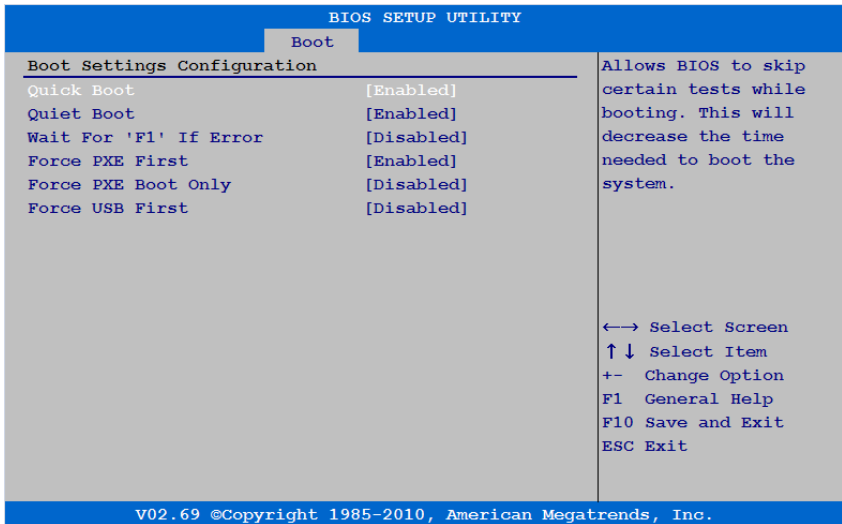 BIOS SETUP UTILITY
Boot
Boot Settings Configuration
Quick Boot [Enabled]
Quiet Boot [Enabled]
Wait For 'F1' If Error [Disabled]
Force PXE First [Enabled]
Force PXE Boot Only [Disabled]
Force USB First [Disabled]
Allows BIOS to skip
certain tests while
booting. This will
decrease the time
needed to boot the
system.
←→ Select Screen
↑↓ Select Item
+- Change Option
F1 General Help
F10 Save and Exit
ESC Exit
V02.69 ©Copyright 1985-2010, American Megatrends, Inc.